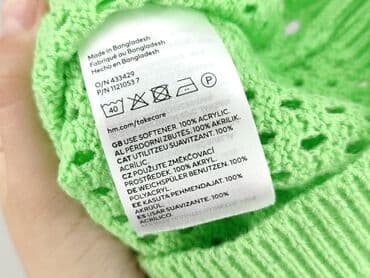 Made in Bangladesh
Fabriqué au Bangladesh
Hecho en Bangladesh
O/N 433429
P/N 1121053 7
40
P
hm.com/takecare
GB USE SOFTENER. 100% ACRYLIC.
AL PËRDORNI ZBUTËS. 100% AKRILIK.
CAT UTILITZEU SUAVITZANT. 100%
ACRÍLIC.
CZ POUŽIJTE ZMĚKČOVACÍ
PROSTŘEDEK. 100% AKRYL.
DE WEICHSPÜLER BENUTZEN. 100%
POLYACRYL.
EE KASUTA PEHMENDAJAT. 100%
AKRÜÜL.
ES USAR SUAVIZANTE. 100%
ACRÍLICO.